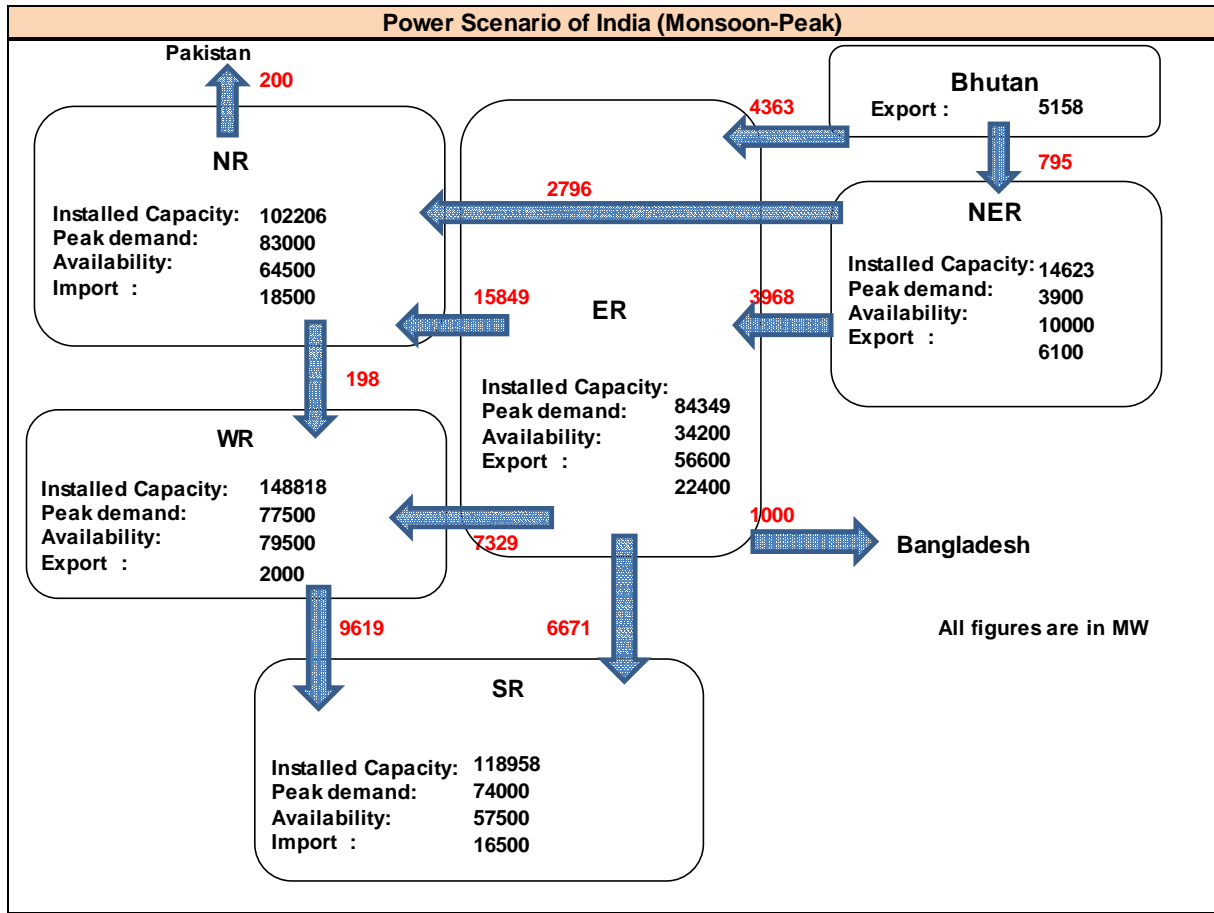 Power Scenario of India (Monsoon-Peak)
Pakistan
200
Bhutan
Export : 5158
4363
795
NR
Installed Capacity: 102206
Peak demand: 83000
Availability: 64500
Import : 18500
2796
NER
Installed Capacity: 14623
Peak demand: 3900
Availability: 10000
Export : 6100
15849
3968
ER
Installed Capacity: 84349
Peak demand: 34200
Availability: 56600
Export : 22400
198
WR
Installed Capacity: 148818
Peak demand: 77500
Availability: 79500
Export : 2000
7329
1000
Bangladesh
9619
6671
All figures are in MW
SR
Installed Capacity: 118958
Peak demand: 74000
Availability: 57500
Import : 16500